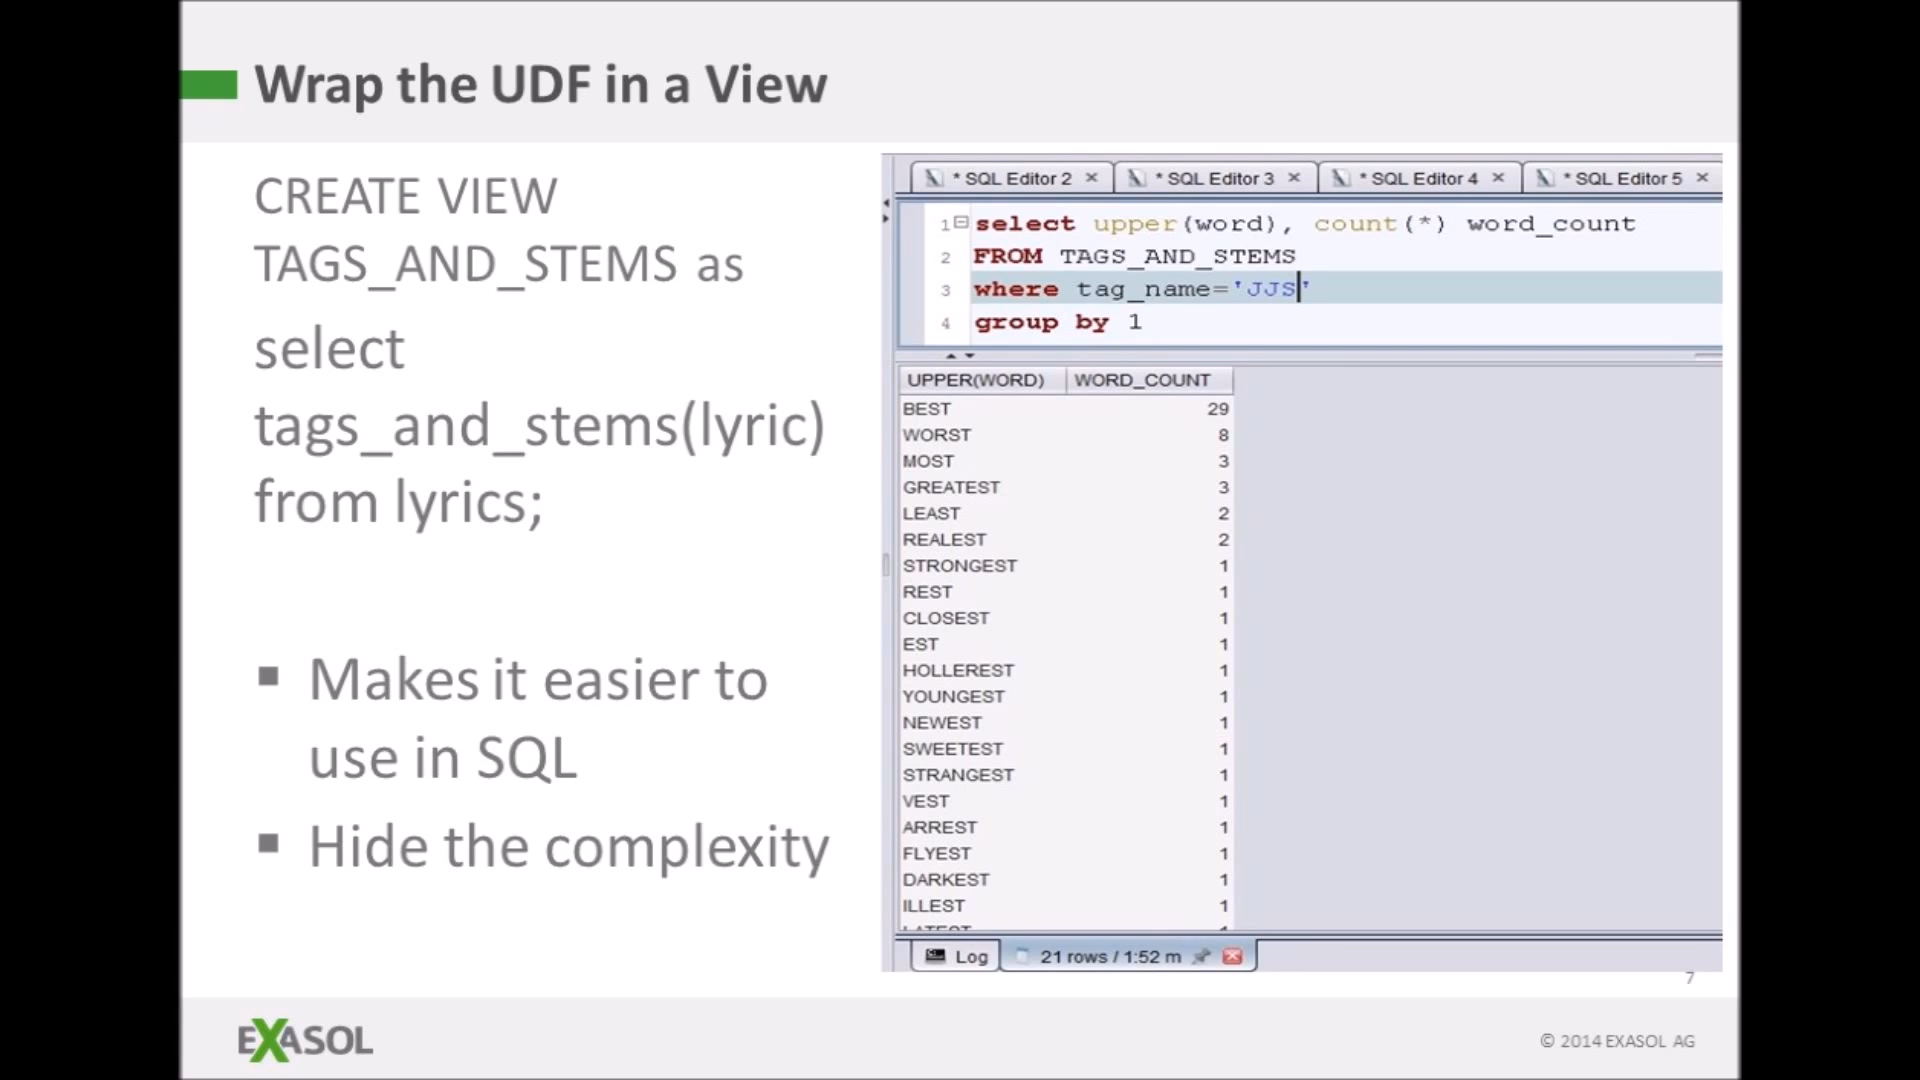 Wrap the UDF in a View
CREATE VIEW
TAGS_AND_STEMS as
select
tags_and_stems(lyric)
from lyrics;
▪ Makes it easier to
use in SQL
▪ Hide the complexity
* SQL Editor 2 × * SQL Editor 3 × * SQL Editor 4 × * SQL Editor 5 ×
1 select upper(word), count(*) word_count
2 FROM TAGS_AND_STEMS
3 where tag_name='JJS'
4 group by 1
UPPER(WORD) WORD_COUNT
BEST 29
WORST 8
MOST 3
GREATEST 3
LEAST 2
REALEST 2
STRONGEST 1
REST 1
CLOSEST 1
EST 1
HOLLEREST 1
YOUNGEST 1
NEWEST 1
SWEETEST 1
STRANGEST 1
VEST 1
ARREST 1
FLYEST 1
DARKEST 1
ILLEST 1
LATEST 1
Log 21 rows / 1:52 m
7
EXASOL
© 2014 EXASOL AG